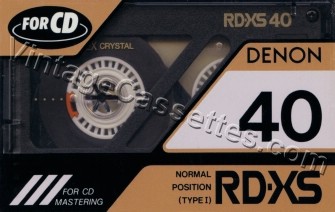 FOR CD
RD-XS 40
X CRYSTAL
DENON
VintageCassettes.com
40
NORMAL
POSITION
(TYPE I)
RD-XS
FOR CD
MASTERING